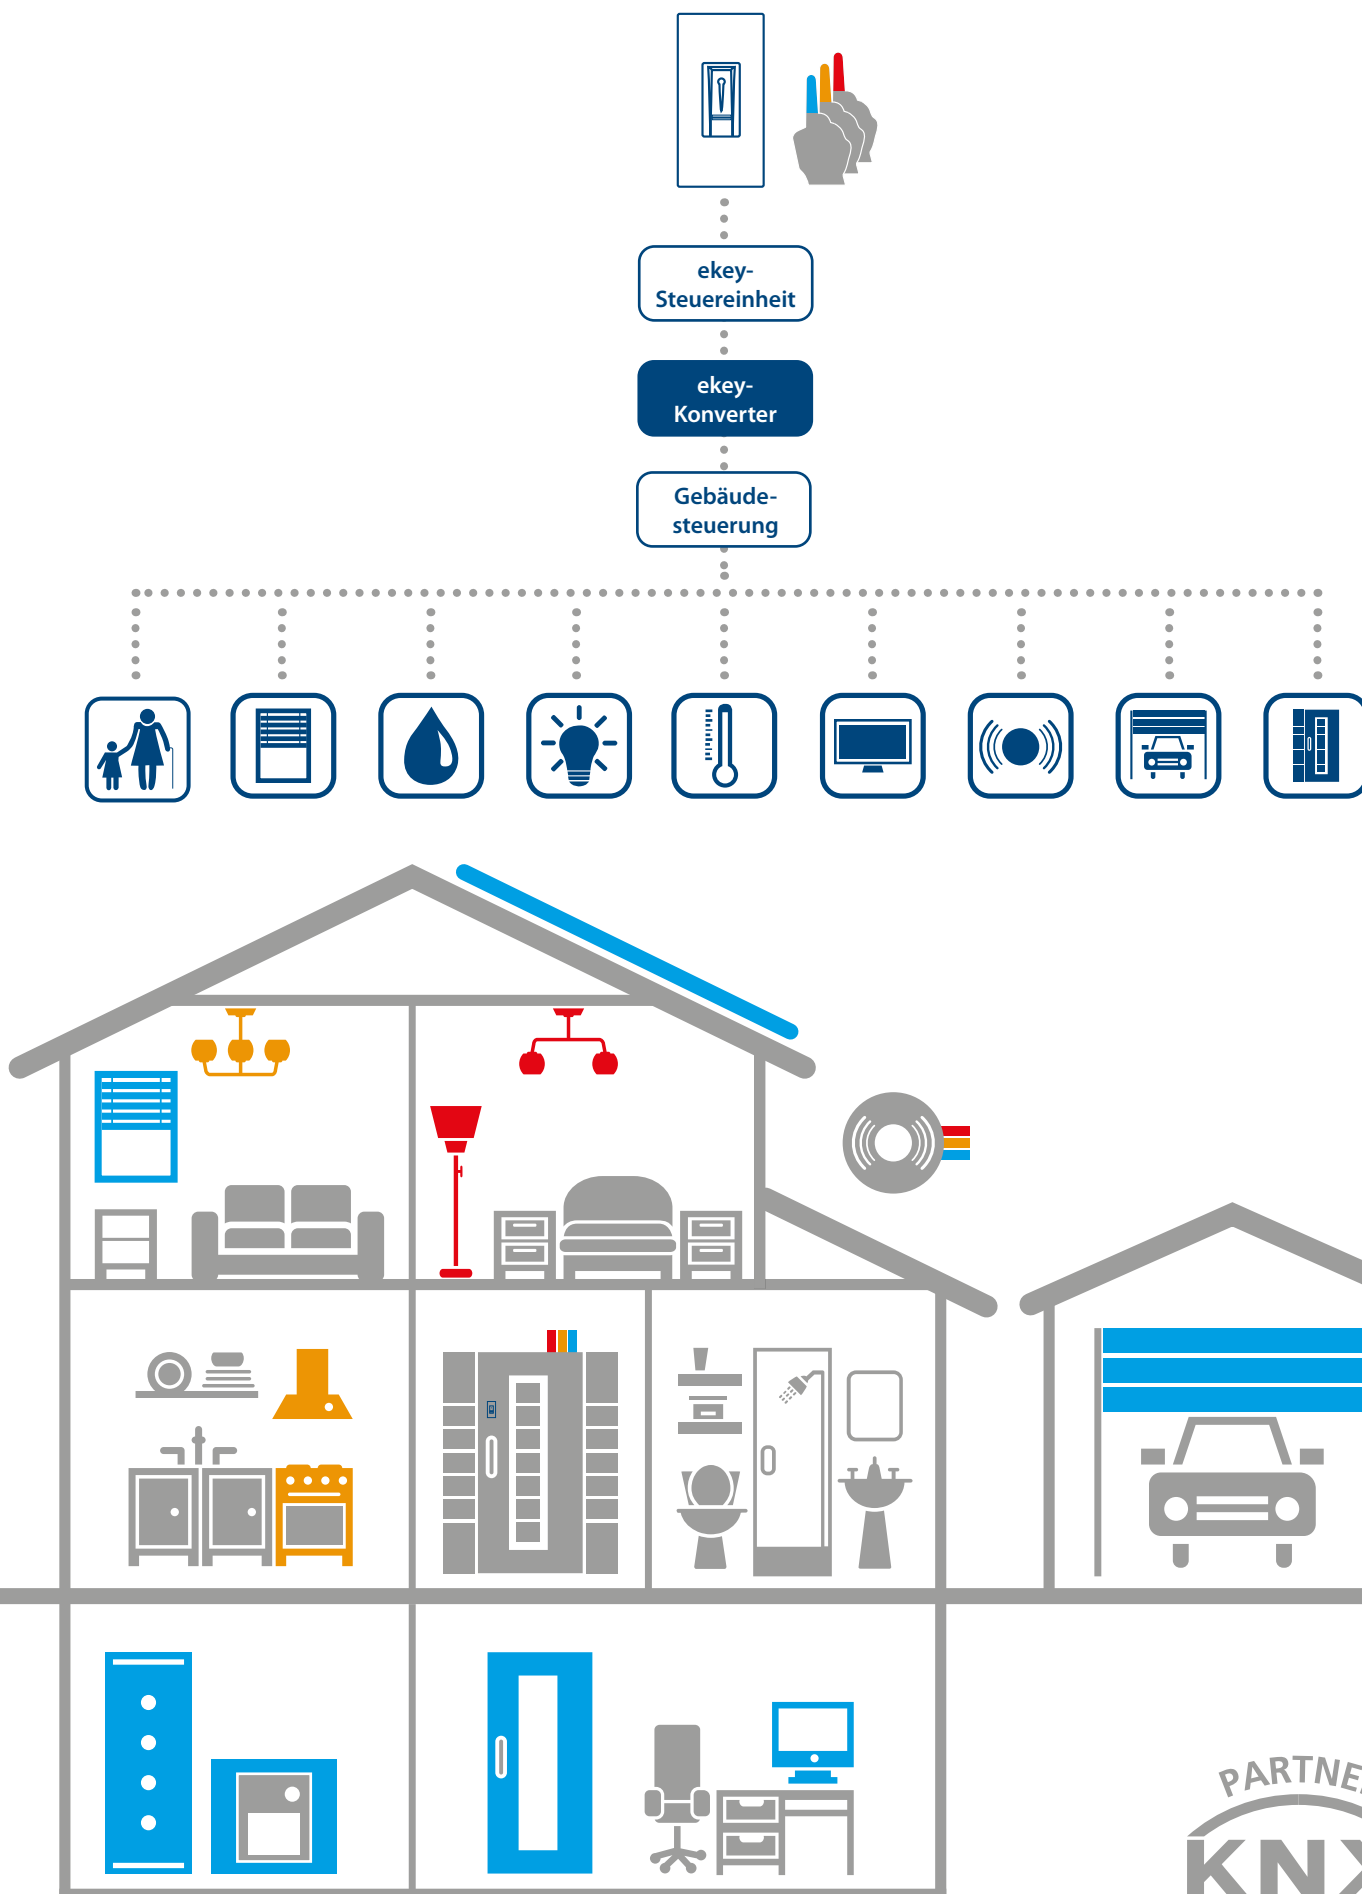 ekey-
Steuereinheit
ekey-
Konverter
Gebäude-
steuerung
PARTNE
KNX